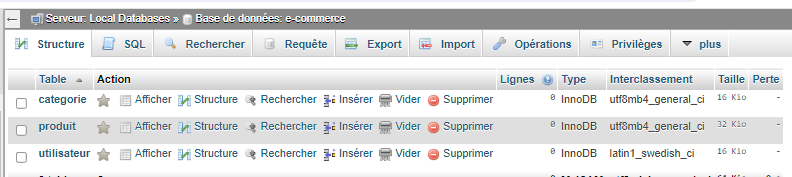 Serveur: Local Databases » Base de données: e-commerce
Structure SQL Rechercher Requête Export Import Opérations Privilèges plus
Table Action Lignes Type Interclassement Taille Perte
categorie Afficher Structure Rechercher Insérer Vider Supprimer 0 InnoDB utf8mb4_general_ci 16 Kio -
produit Afficher Structure Rechercher Insérer Vider Supprimer 0 InnoDB utf8mb4_general_ci 32 Kio -
utilisateur Afficher Structure Rechercher Insérer Vider Supprimer 0 InnoDB latin1_swedish_ci 16 Kio -